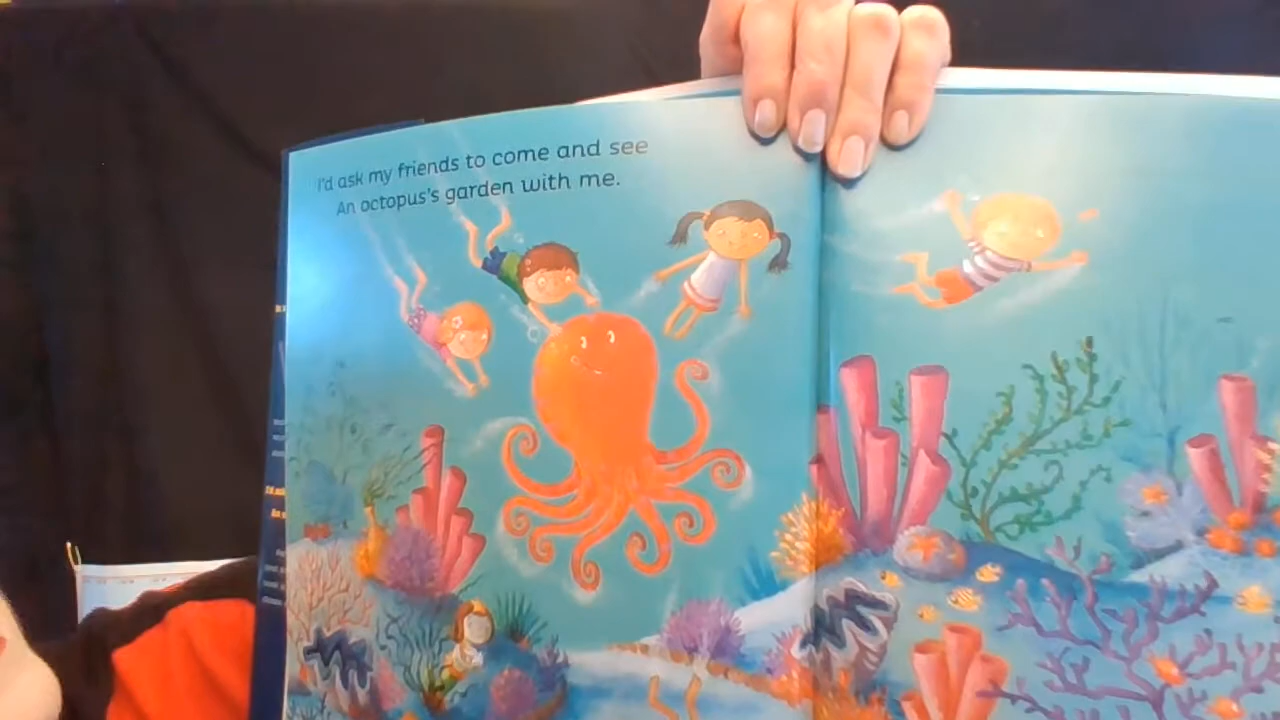 I'd ask my friends to come and see
An octopus's garden with me.